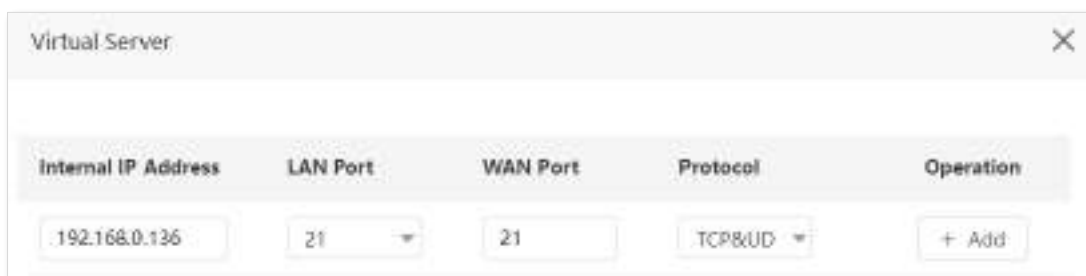 Virtual Server
Internal IP Address LAN Port WAN Port Protocol Operation
192.168.0.136 21 21 TCP&UD + Add